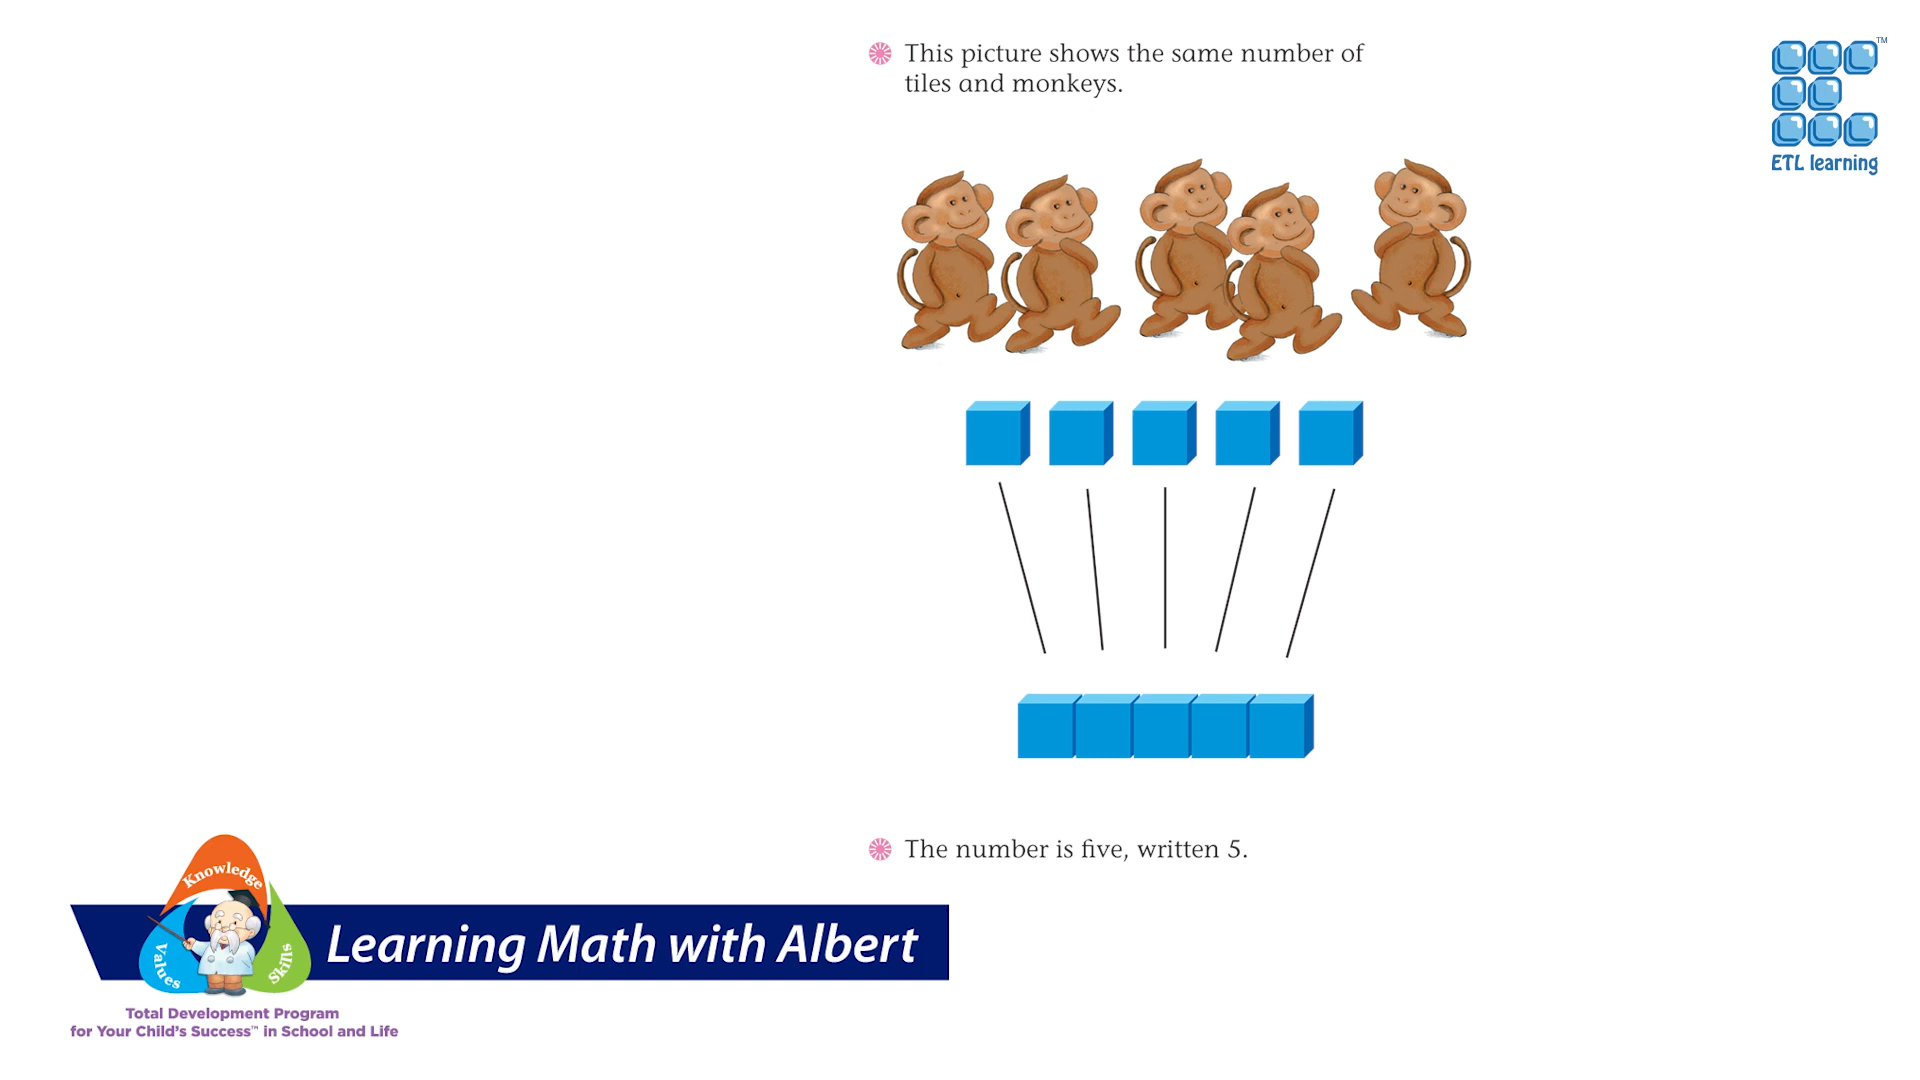 This picture shows the same number of
tiles and monkeys.
TM
ETL learning
The number is five, written 5.
Knowledge
Values
Skills
Learning Math with Albert
Total Development Program
for Your Child's Success™ in School and Life